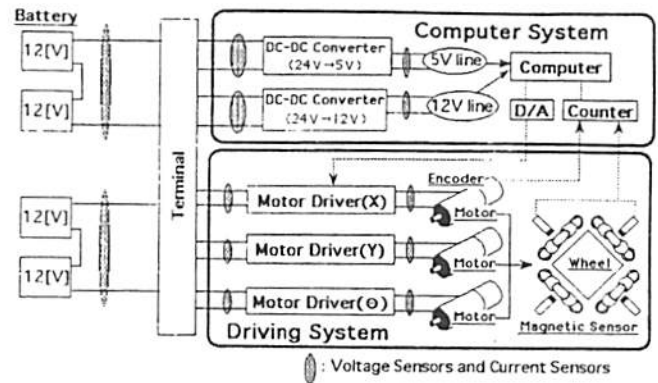 Battery
12[V]
12[V]
12[V]
12[V]
Terminal
Computer System
DC-DC Converter
(24V→5V)
5V line
Computer
DC-DC Converter
(24V→12V)
12V line
D/A
Counter
Encoder
Motor Driver(X)
Motor
Motor Driver(Y)
Motor
Motor Driver(Θ)
Motor
Wheel
Magnetic Sensor
Driving System
: Voltage Sensors and Current Sensors